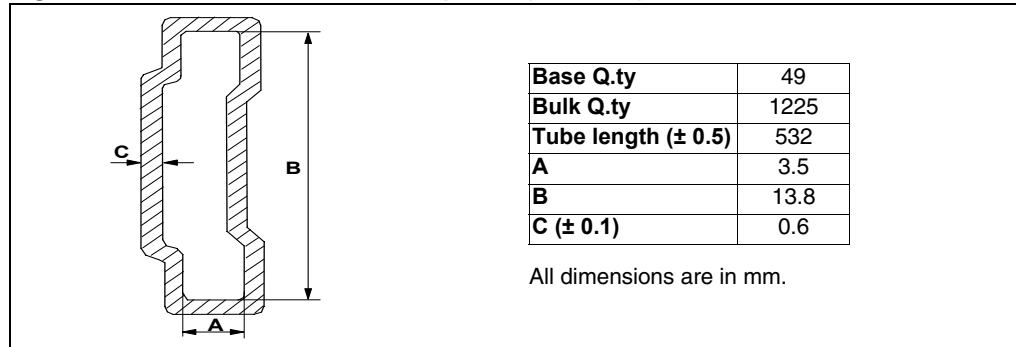 C
B
A
Base Q.ty 49
Bulk Q.ty 1225
Tube length (± 0.5) 532
A 3.5
B 13.8
C (± 0.1) 0.6
All dimensions are in mm.